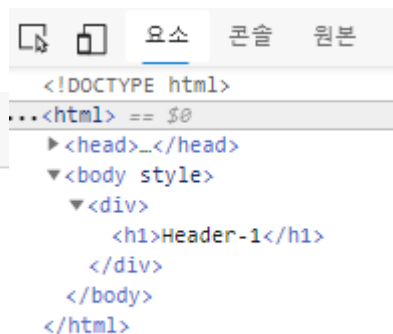 요소 콘솔 원본
<!DOCTYPE html>
...<html> == $0
▶<head>…</head>
▼<body style>
▼<div>
<h1>Header-1</h1>
</div>
</body>
</html>